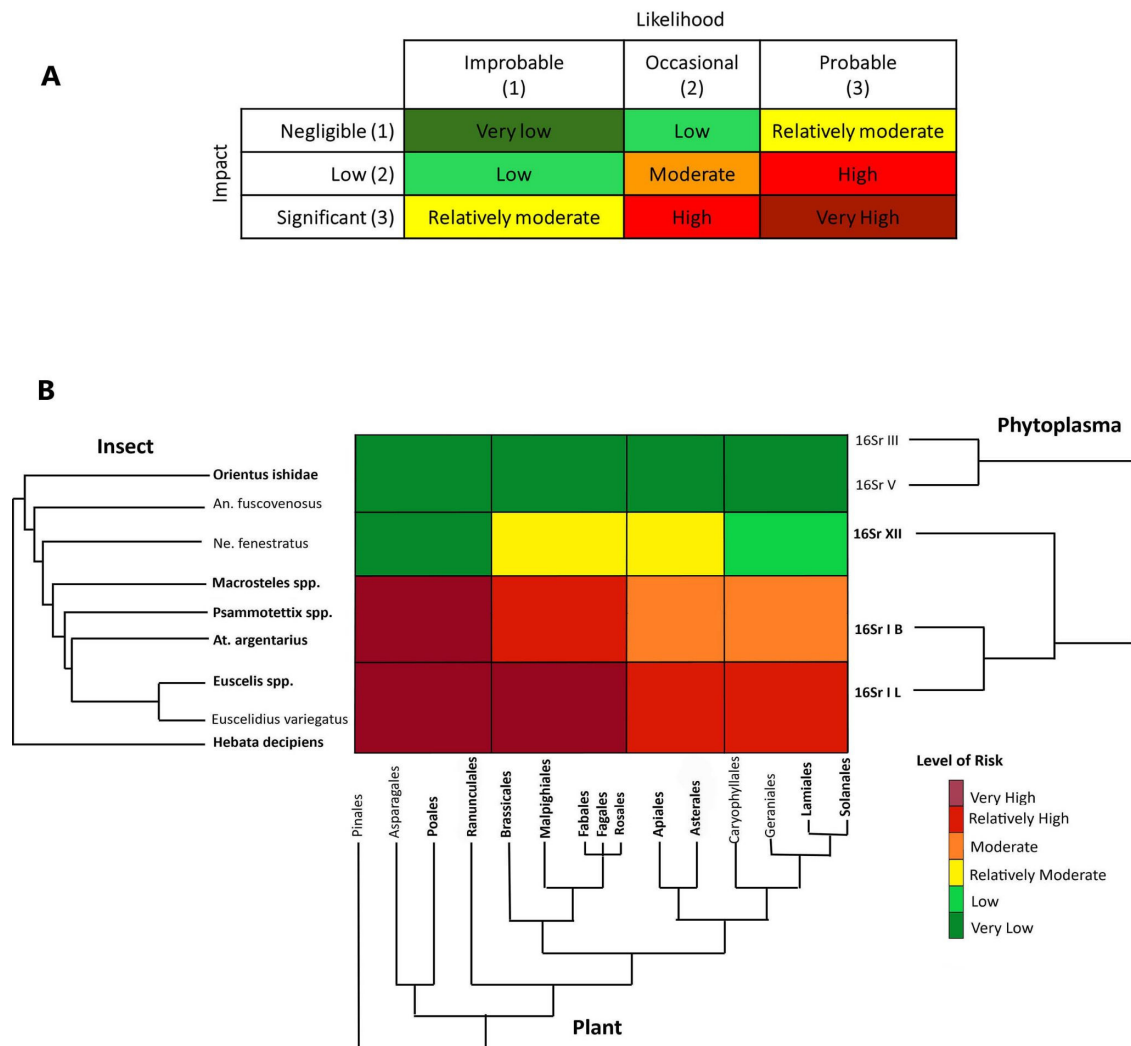 Likelihood
A
Improbable
(1)
Occasional
(2)
Probable
(3)
Impact
Negligible (1)
Very low
Low
Relatively moderate
Low (2)
Low
Moderate
High
Significant (3)
Relatively moderate
High
Very High
B
Insect
Orientus ishidae
An. fuscovenosus
Ne. fenestratus
Macrosteles spp.
Psammotettix spp.
At. argentarius
Euscelis spp.
Euscelidius variegatus
Hebata decipiens
Phytoplasma
16Sr III
16Sr V
16Sr XII
16Sr I B
16Sr I L
Pinales
Asparagales
Poales
Ranunculales
Brassicales
Malpighiales
Fabales
Fagales
Rosales
Apiales
Asterales
Caryophyllales
Geraniales
Lamiales
Solanales
Plant
Level of Risk
Very High
Relatively High
Moderate
Relatively Moderate
Low
Very Low